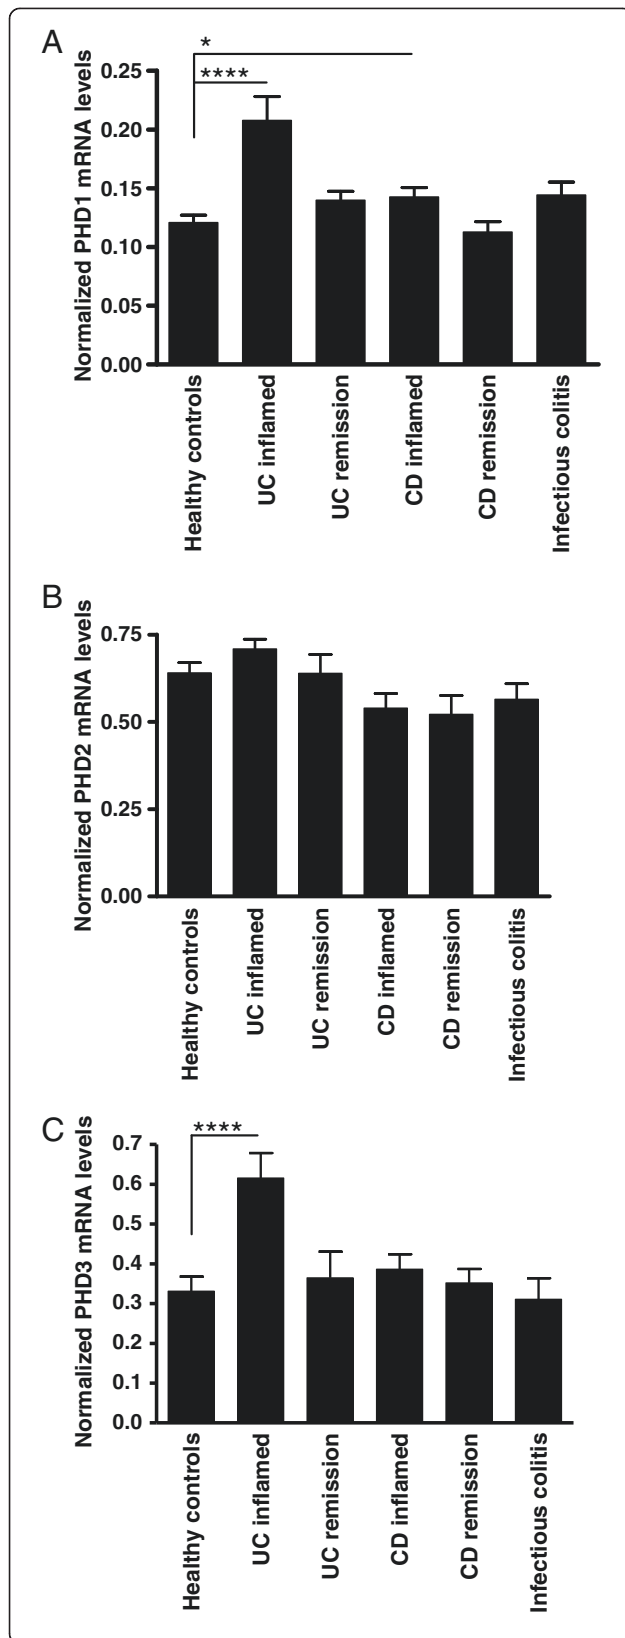 A
*
****
Normalized PHD1 mRNA levels
0.25
0.20
0.15
0.10
0.05
0.00
Healthy controls
UC inflamed
UC remission
CD inflamed
CD remission
Infectious colitis
B
Normalized PHD2 mRNA levels
0.75
0.50
0.25
0.00
Healthy controls
UC inflamed
UC remission
CD inflamed
CD remission
Infectious colitis
C
****
Normalized PHD3 mRNA levels
0.7
0.6
0.5
0.4
0.3
0.2
0.1
0.0
Healthy controls
UC inflamed
UC remission
CD inflamed
CD remission
Infectious colitis